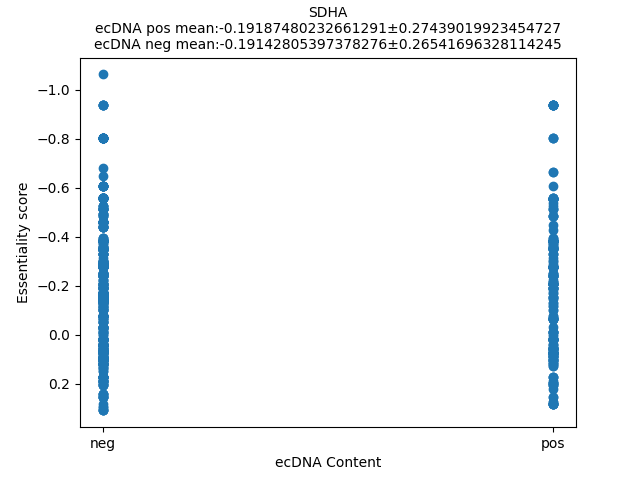 SDHA
ecDNA pos mean:-0.19187480232661291±0.27439019923454727
ecDNA neg mean:-0.19142805397378276±0.26541696328114245
−1.0
−0.8
−0.6
−0.4
−0.2
0.0
0.2
Essentiality score
neg
pos
ecDNA Content